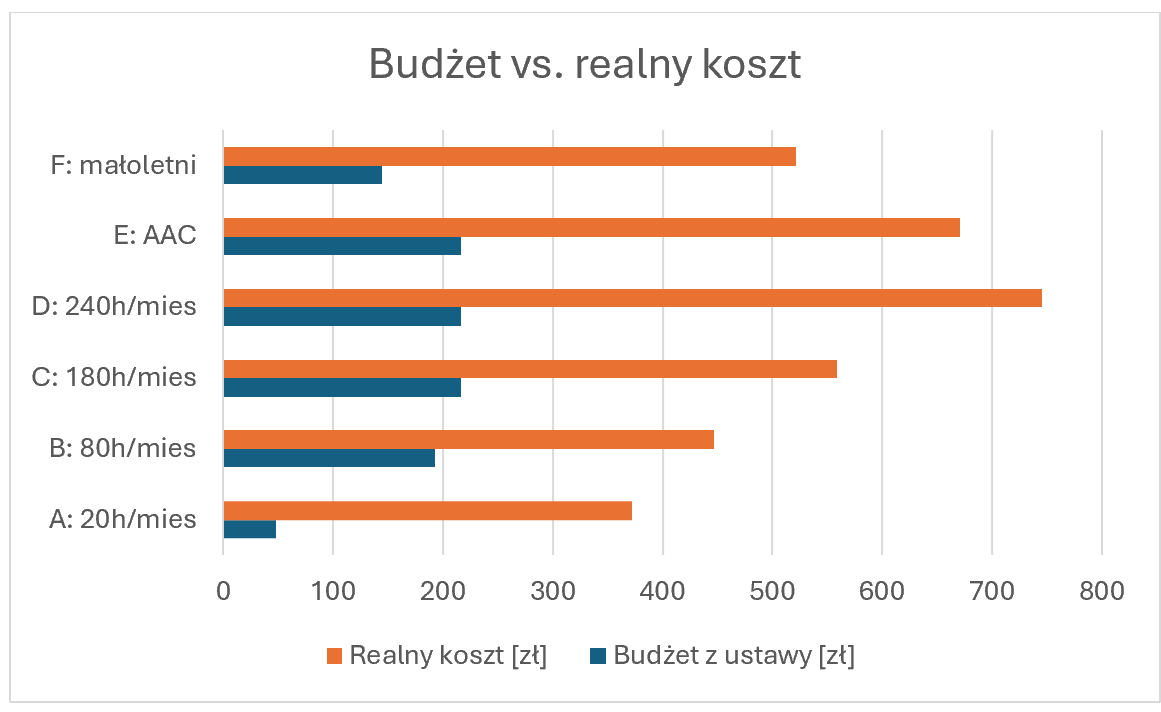 Budżet vs. realny koszt
F: małoletni
E: AAC
D: 240h/mies
C: 180h/mies
B: 80h/mies
A: 20h/mies
0 100 200 300 400 500 600 700 800
Realny koszt [zł] Budżet z ustawy [zł]